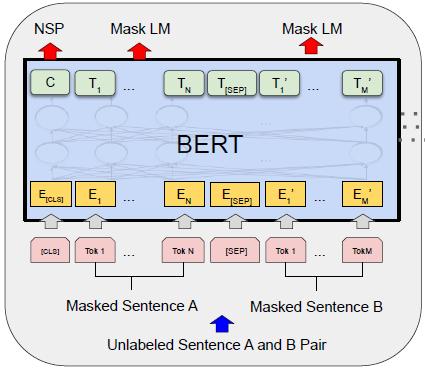 NSP Mask LM Mask LM
C T1 ... TN T[SEP] T1’ ... TM’
BERT
E[CLS] E1 ... EN E[SEP] E1’ ... EM’
[CLS] Tok 1 ... Tok N [SEP] Tok 1 ... TokM
Masked Sentence A Masked Sentence B
Unlabeled Sentence A and B Pair